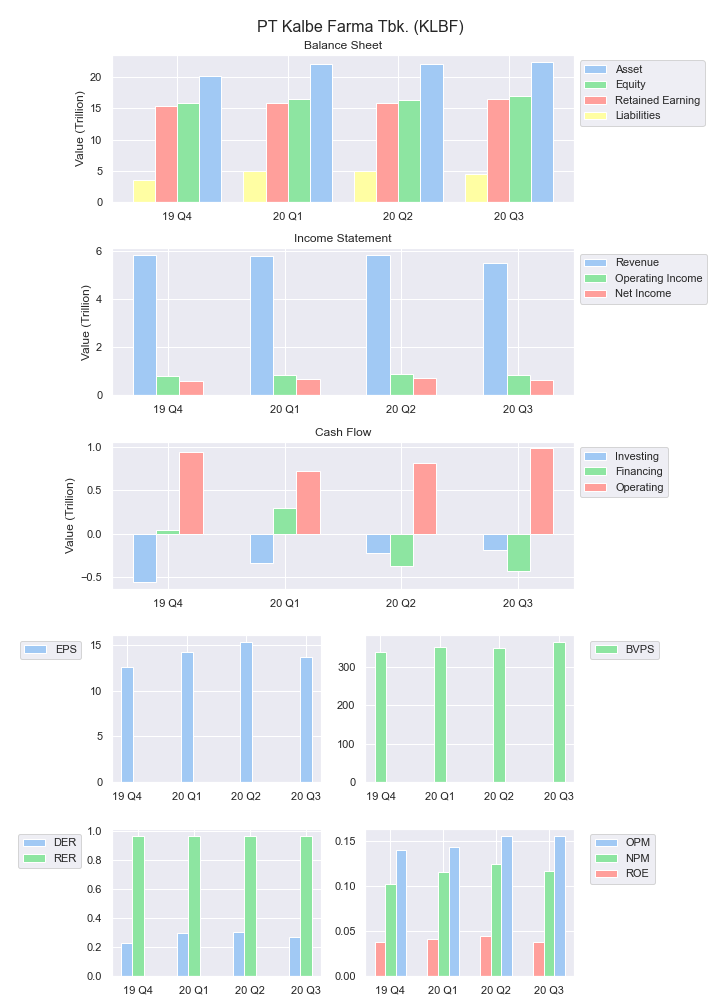 PT Kalbe Farma Tbk. (KLBF)
Balance Sheet
Value (Trillion)
20
15
10
5
0
19 Q4 20 Q1 20 Q2 20 Q3
Asset
Equity
Retained Earning
Liabilities
Income Statement
Value (Trillion)
6
4
2
0
19 Q4 20 Q1 20 Q2 20 Q3
Revenue
Operating Income
Net Income
Cash Flow
Value (Trillion)
1.0
0.5
0.0
−0.5
19 Q4 20 Q1 20 Q2 20 Q3
Investing
Financing
Operating
EPS
15
10
5
0
19 Q4 20 Q1 20 Q2 20 Q3
300
200
100
0
19 Q4 20 Q1 20 Q2 20 Q3
BVPS
DER
RER
1.0
0.8
0.6
0.4
0.2
0.0
19 Q4 20 Q1 20 Q2 20 Q3
0.15
0.10
0.05
0.00
19 Q4 20 Q1 20 Q2 20 Q3
OPM
NPM
ROE